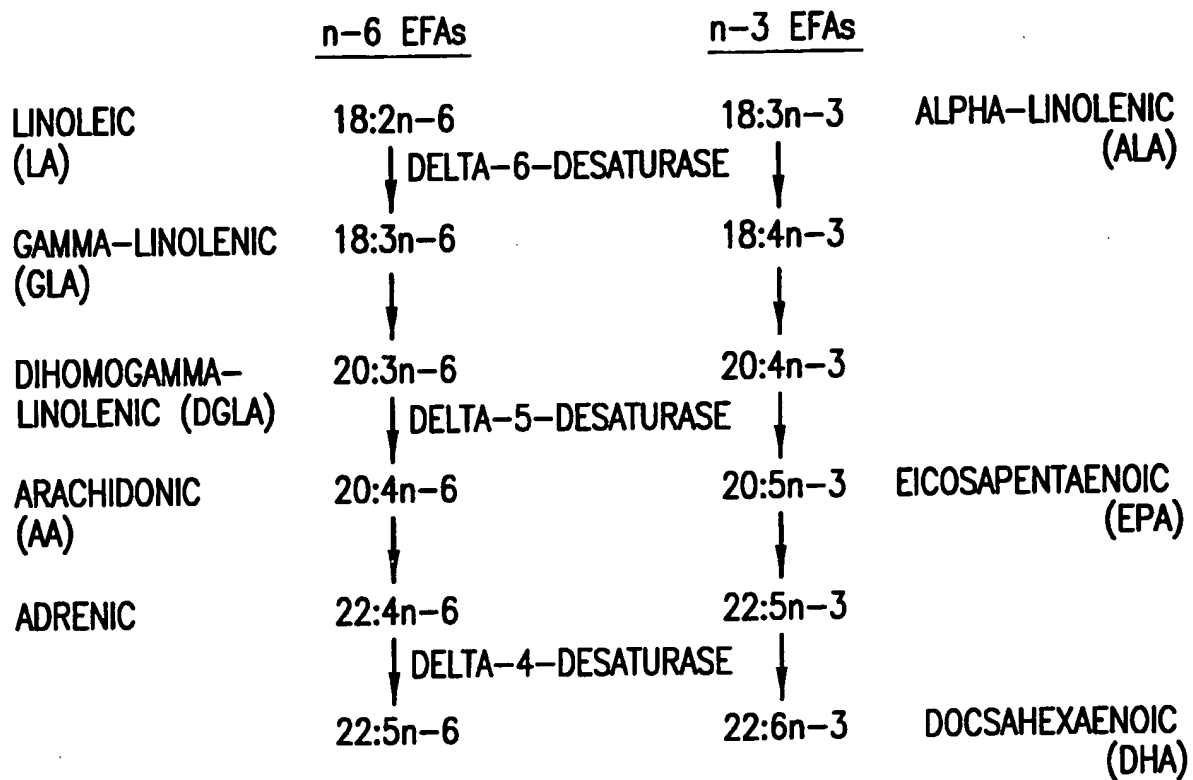 n-6 EFAs n-3 EFAs
LINOLEIC 18:2n-6 18:3n-3 ALPHA-LINOLENIC
(LA) DELTA-6-DESATURASE (ALA)
GAMMA-LINOLENIC 18:3n-6 18:4n-3
(GLA)
DIHOMOGAMMA- 20:3n-6 20:4n-3
LINOLENIC (DGLA) DELTA-5-DESATURASE
ARACHIDONIC 20:4n-6 20:5n-3 EICOSAPENTAENOIC
(AA) (EPA)
ADRENIC 22:4n-6 22:5n-3
DELTA-4-DESATURASE
22:5n-6 22:6n-3 DOCSAHEXAENOIC
(DHA)